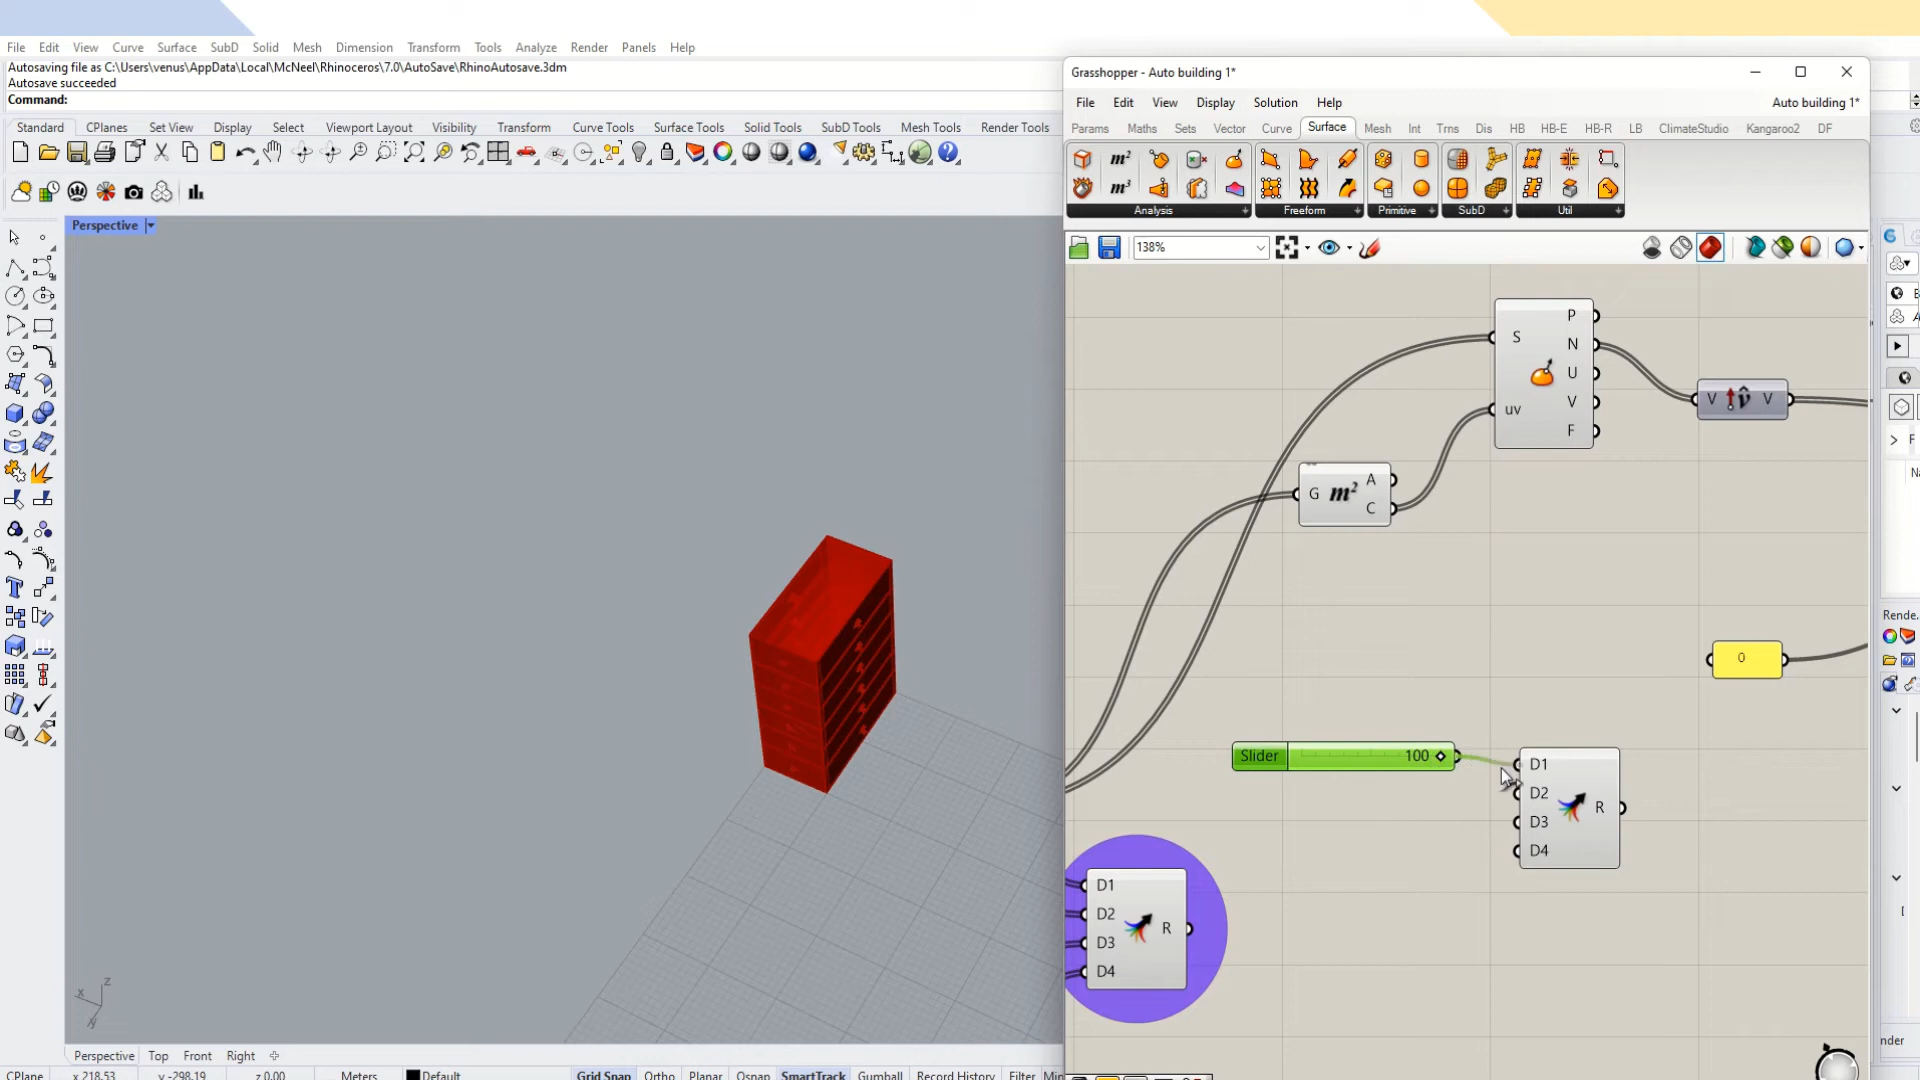 File Edit View Curve Surface SubD Solid Mesh Dimension Transform Tools Analyze Render Panels Help
Autosaving file as C:\Users\venus\AppData\Local\McNeel\Rhinoceros\7.0\AutoSave\RhinoAutosave.3dm
Autosave succeeded
Command:
Standard CPlanes Set View Display Select Viewport Layout Visibility Transform Curve Tools Surface Tools Solid Tools SubD Tools Mesh Tools Render Tools
Perspective
Grasshopper - Auto building 1*
File Edit View Display Solution Help Auto building 1*
Params Maths Sets Vector Curve Surface Mesh Int Trns Dis HB HB-E HB-R LB ClimateStudio Kangaroo2 DF
m²
m³
Analysis Freeform Primitive SubD Util
138%
P
S N
U
V
uv
F
V v̂ V
G m² A
C
0
Slider 100
D1
D2
D3
D4
R
D1
D2
D3
D4
R
Rende..
nder
z
x
y
Perspective Top Front Right
CPlane x 218.53 y -298.19 z 0.00 Meters Default Grid Snap Ortho Planar Osnap SmartTrack Gumball Record History Filter